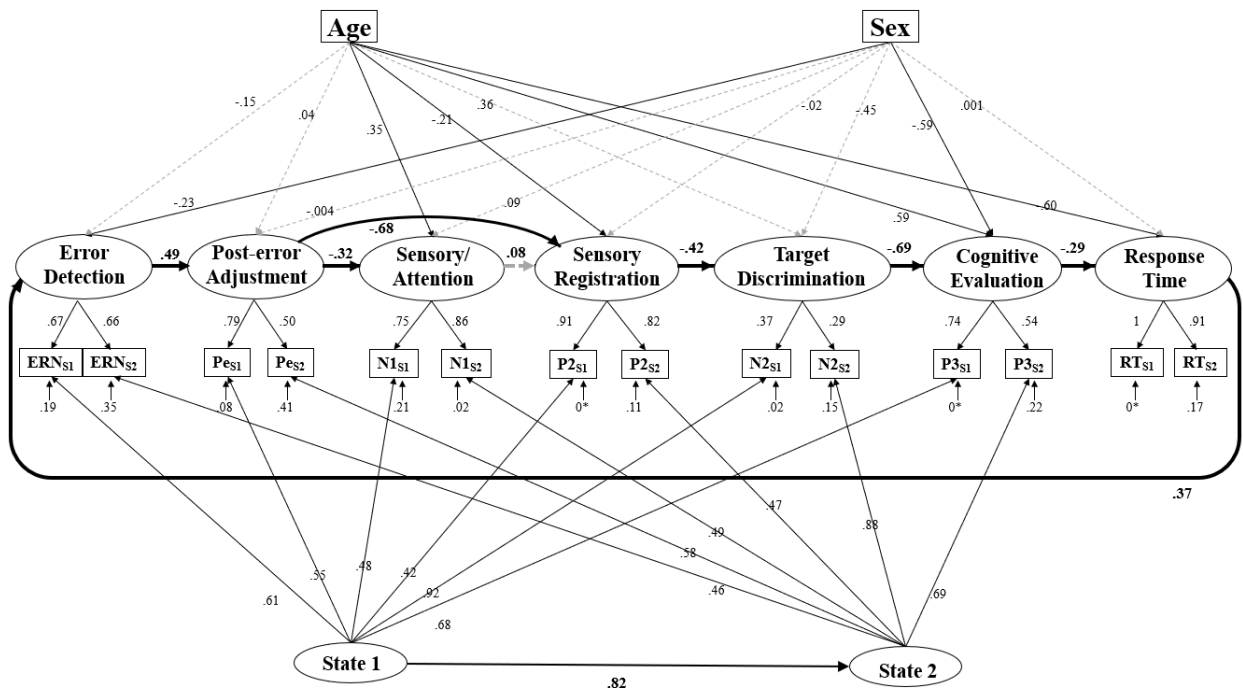 Age
Sex
-.15
.04
.35
-.21
.36
-.02
-.45
-.59
.001
-.23
-.004
-.68
.09
.59
.60
Error
Detection
.49
Post-error
Adjustment
-.32
Sensory/
Attention
.08
Sensory
Registration
-.42
Target
Discrimination
-.69
Cognitive
Evaluation
-.29
Response
Time
.67
.66
.79
.50
.75
.86
.91
.82
.37
.29
.74
.54
1
.91
ERNS1
ERNS2
PeS1
PeS2
N1S1
N1S2
P2S1
P2S2
N2S1
N2S2
P3S1
P3S2
RTS1
RTS2
.19
.35
.08
.41
.21
.02
0*
.11
.02
.15
0*
.22
0*
.17
.37
.61
.55
.48
.42
.92
.68
.58
.49
.47
.46
.88
.69
State 1
State 2
.82